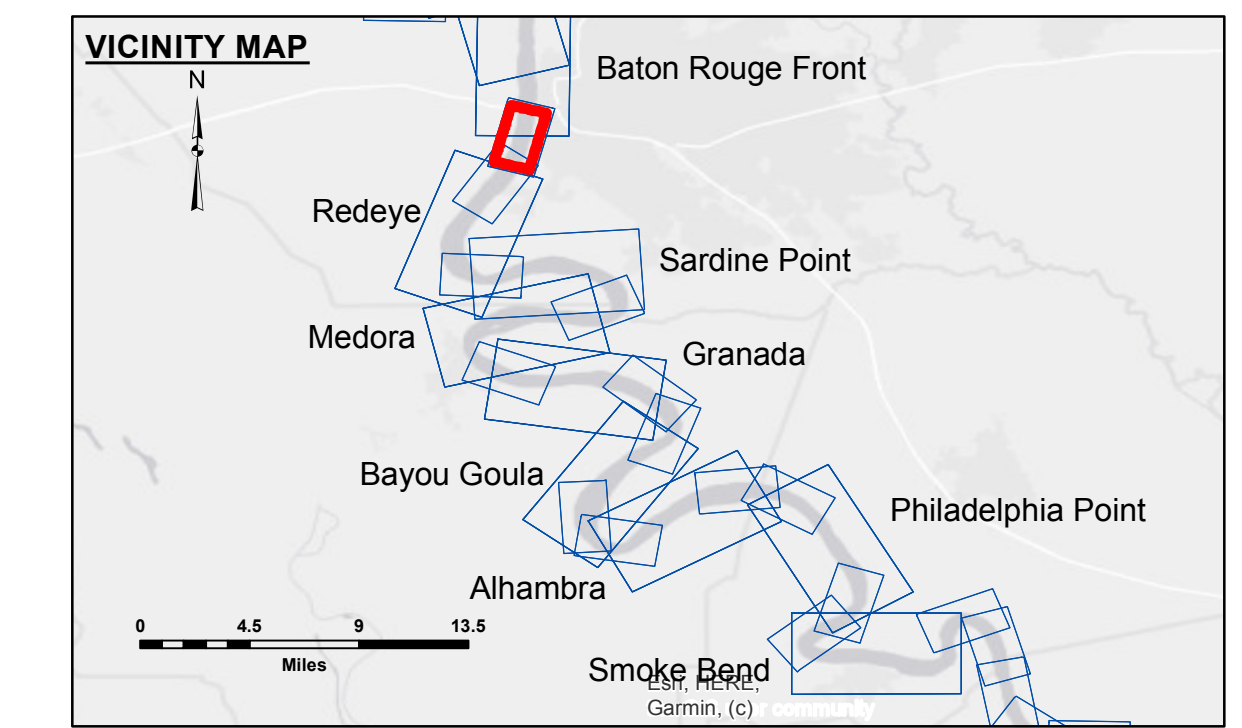 VICINITY MAP
N
Baton Rouge Front
Redeye
Sardine Point
Medora
Granada
Bayou Goula
Philadelphia Point
Alhambra
0 4.5 9 13.5
Miles
Smoke Bend
Esri, HERE,
Garmin, (c)
r community